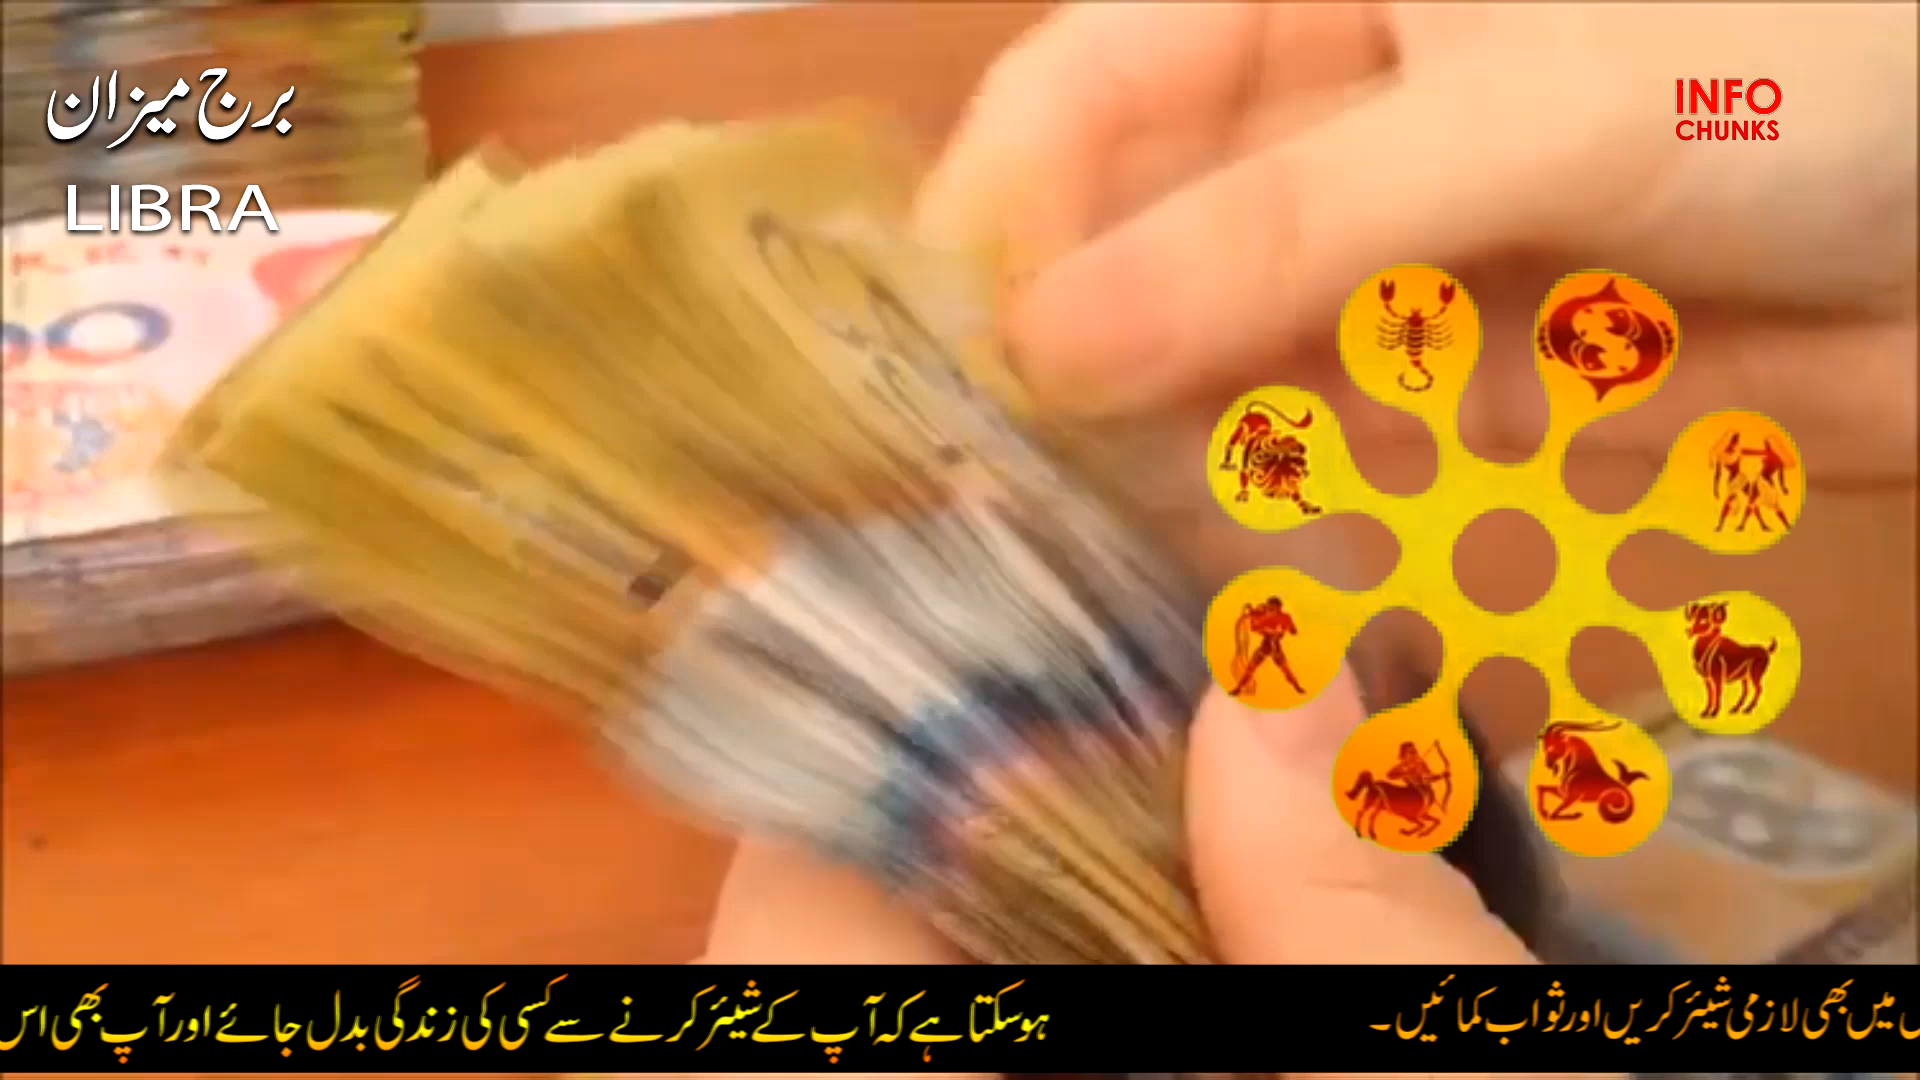 برج میزان
LIBRA
INFO
CHUNKS
میں بھی لازمی شیئر کریں اور ثواب کمائیں۔
ہوسکتا ہے کہ آپ کے شیئر کرنے سے کسی کی زندگی بدل جائے اور آپ بھی اس